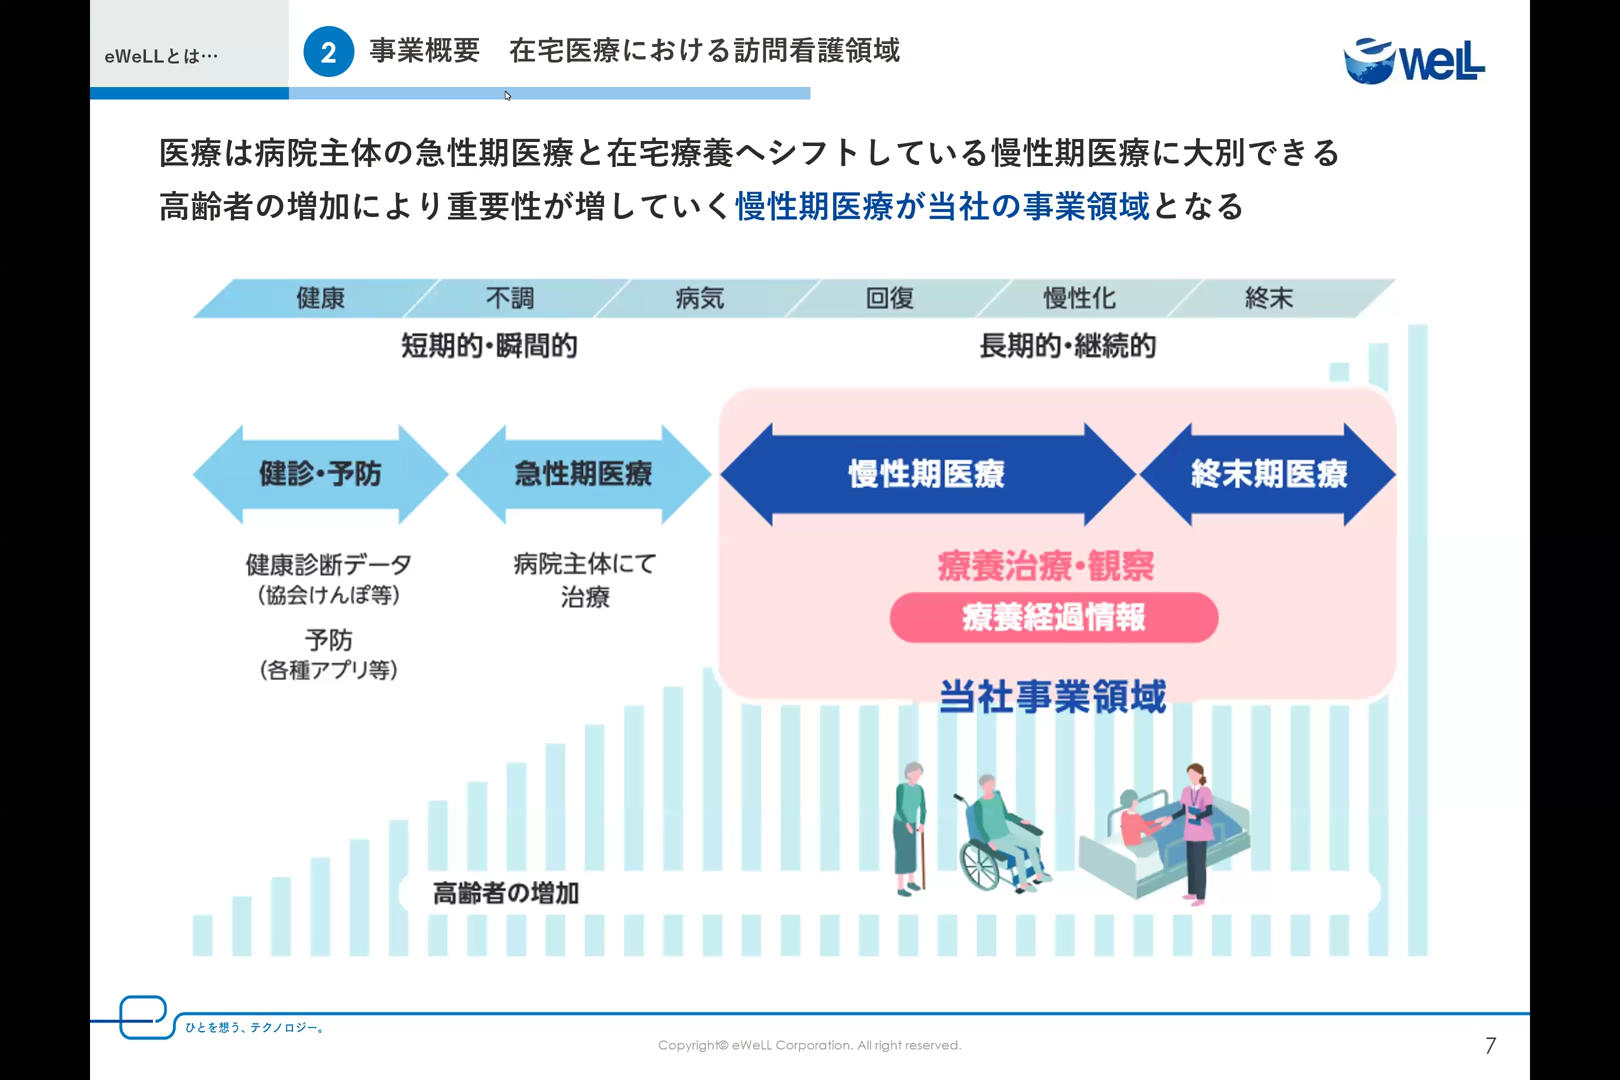 eWeLLとは…
2 事業概要　在宅医療における訪問看護領域
eWeLL
医療は病院主体の急性期医療と在宅療養へシフトしている慢性期医療に大別できる
高齢者の増加により重要性が増していく慢性期医療が当社の事業領域となる
健康 不調 病気 回復 慢性化 終末
短期的・瞬間的 長期的・継続的
健診・予防 急性期医療 慢性期医療 終末期医療
健康診断データ
（協会けんぽ等）
予防
（各種アプリ等）
病院主体にて
治療
療養治療・観察
療養経過情報
当社事業領域
高齢者の増加
ひとを想う、テクノロジー。
Copyright© eWeLL Corporation. All right reserved.
7